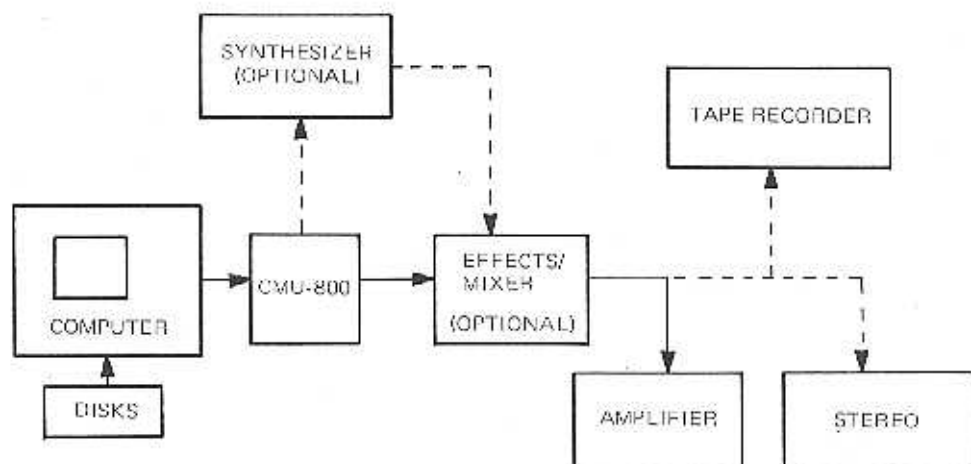 SYNTHESIZER
(OPTIONAL)
TAPE RECORDER
COMPUTER
CMU-800
EFFECTS/
MIXER
(OPTIONAL)
DISKS
AMPLIFIER
STEREO